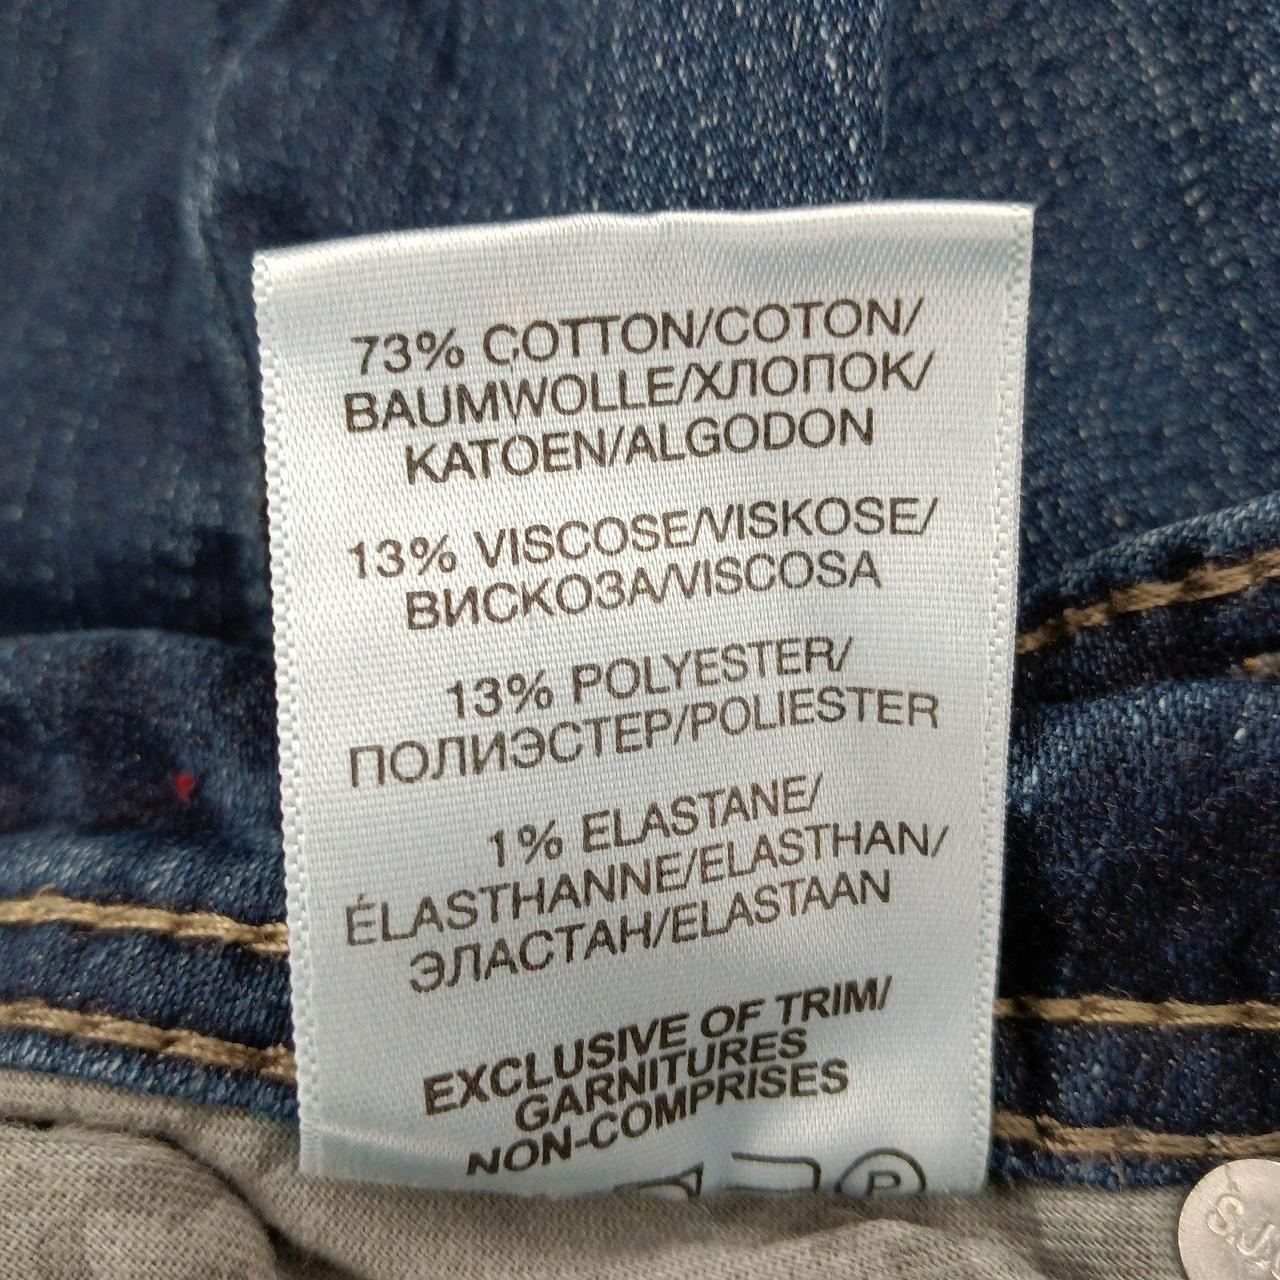 73% COTTON/COTON/
BAUMWOLLE/ХЛОПОК/
KATOEN/ALGODON
13% VISCOSE/VISKOSE/
ВИСКОЗА/VISCOSA
13% POLYESTER/
ПОЛИЭСТЕР/POLIESTER
1% ELASTANE/
ÉLASTHANNE/ELASTHAN/
ЭЛАСТАН/ELASTAAN
EXCLUSIVE OF TRIM/
GARNITURES
NON-COMPRISES
P